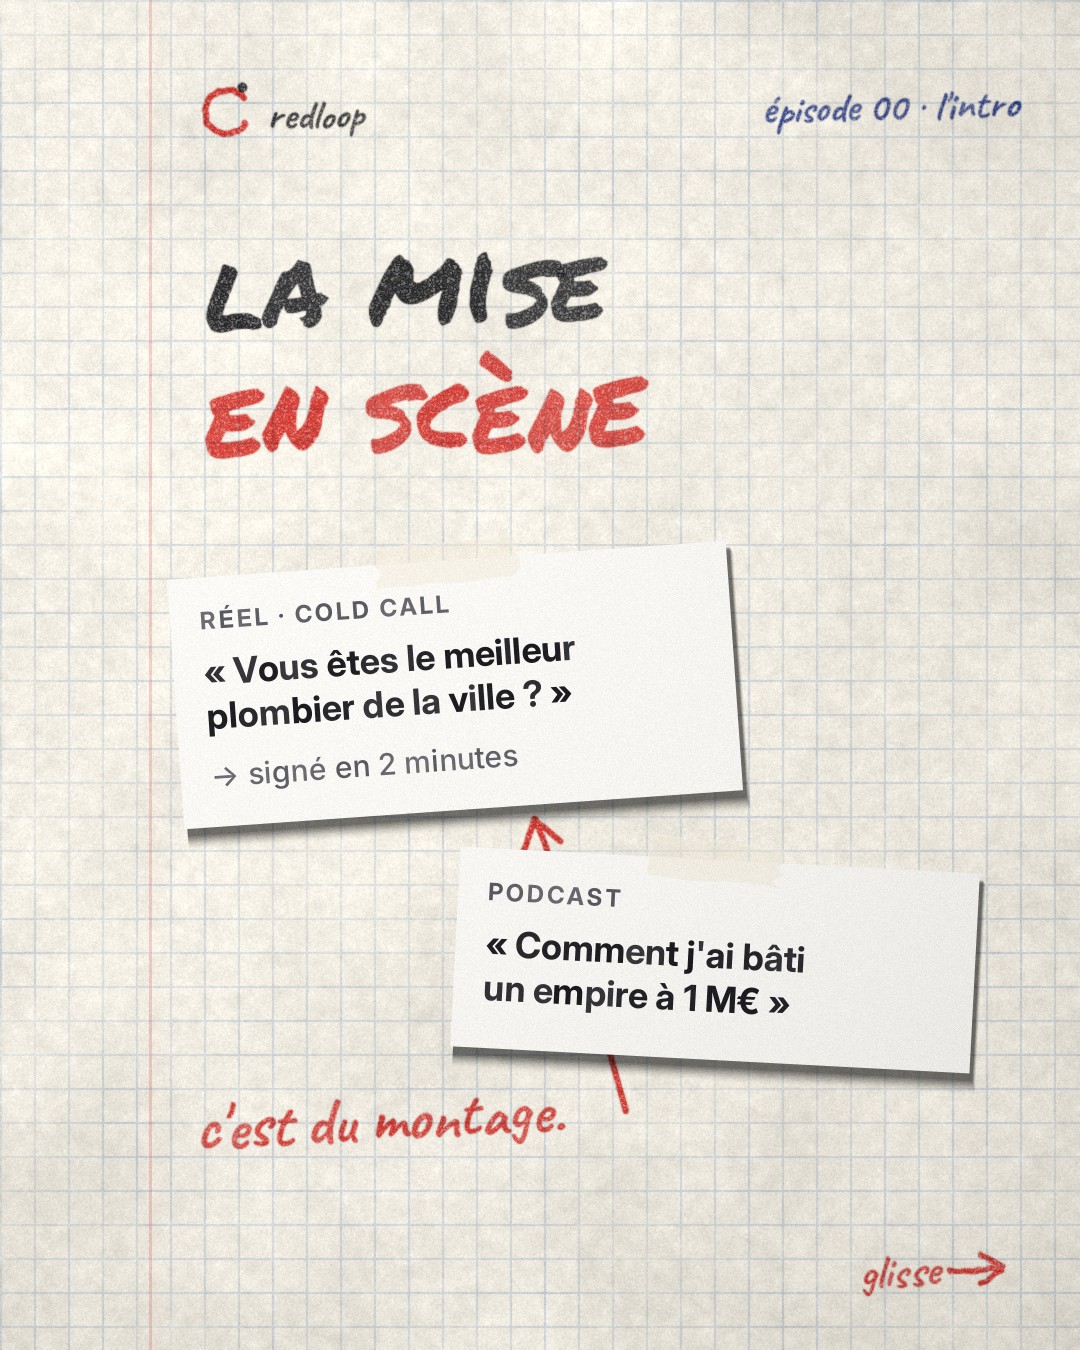 redloop
épisode 00 · l'intro
LA MISE
EN SCÈNE
RÉEL · COLD CALL
« Vous êtes le meilleur
plombier de la ville ? »
→ signé en 2 minutes
PODCAST
« Comment j'ai bâti
un empire à 1 M€ »
c'est du montage.
glisse →